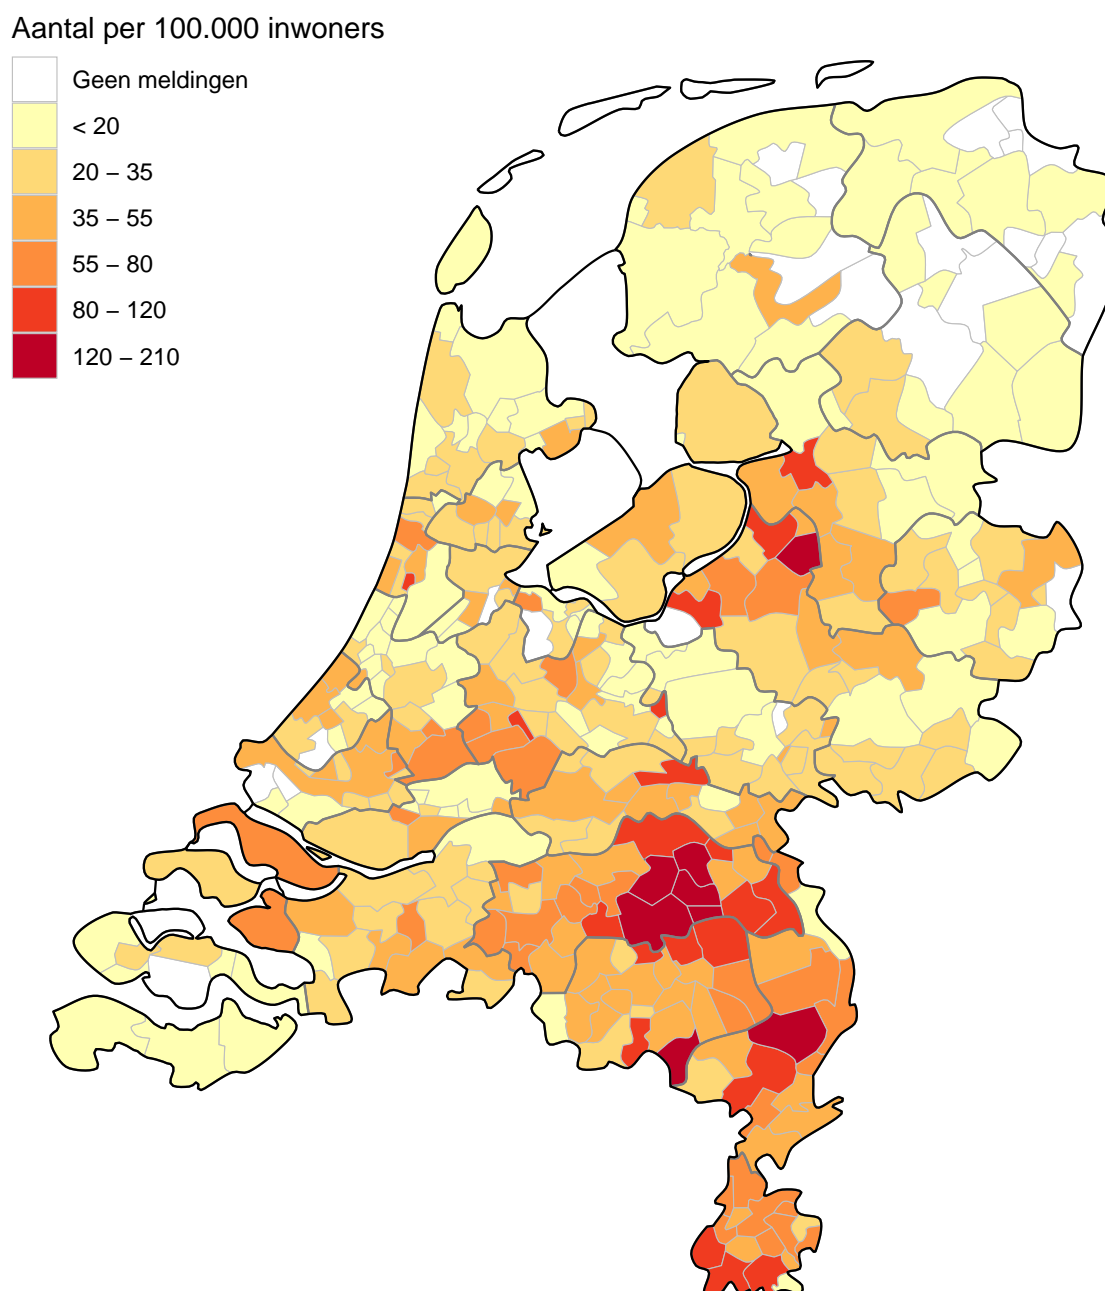 Aantal per 100.000 inwoners
Geen meldingen
< 20
20 – 35
35 – 55
55 – 80
80 – 120
120 – 210